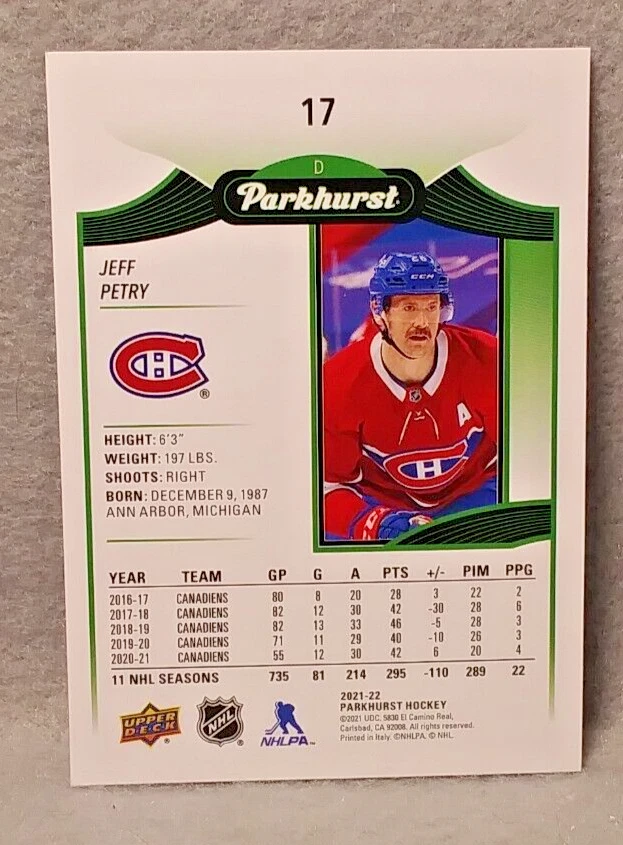 17
D
Parkhurst
JEFF
PETRY
CH
®
26
CCM
A
HEIGHT: 6'3"
WEIGHT: 197 LBS.
SHOOTS: RIGHT
BORN: DECEMBER 9, 1987
ANN ARBOR, MICHIGAN
YEAR TEAM GP G A PTS +/- PIM PPG
2016-17 CANADIENS 80 8 20 28 3 22 2
2017-18 CANADIENS 82 12 30 42 -30 28 6
2018-19 CANADIENS 82 13 33 46 -5 28 3
2019-20 CANADIENS 71 11 29 40 -10 26 3
2020-21 CANADIENS 55 12 30 42 6 20 4
11 NHL SEASONS 735 81 214 295 -110 289 22
UPPER DECK ®
NHL ®
NHLPA™
2021-22
PARKHURST HOCKEY
©2021 UDC, 5830 El Camino Real,
Carlsbad, CA 92008. All rights reserved.
Printed in Italy. ©NHLPA. © NHL.